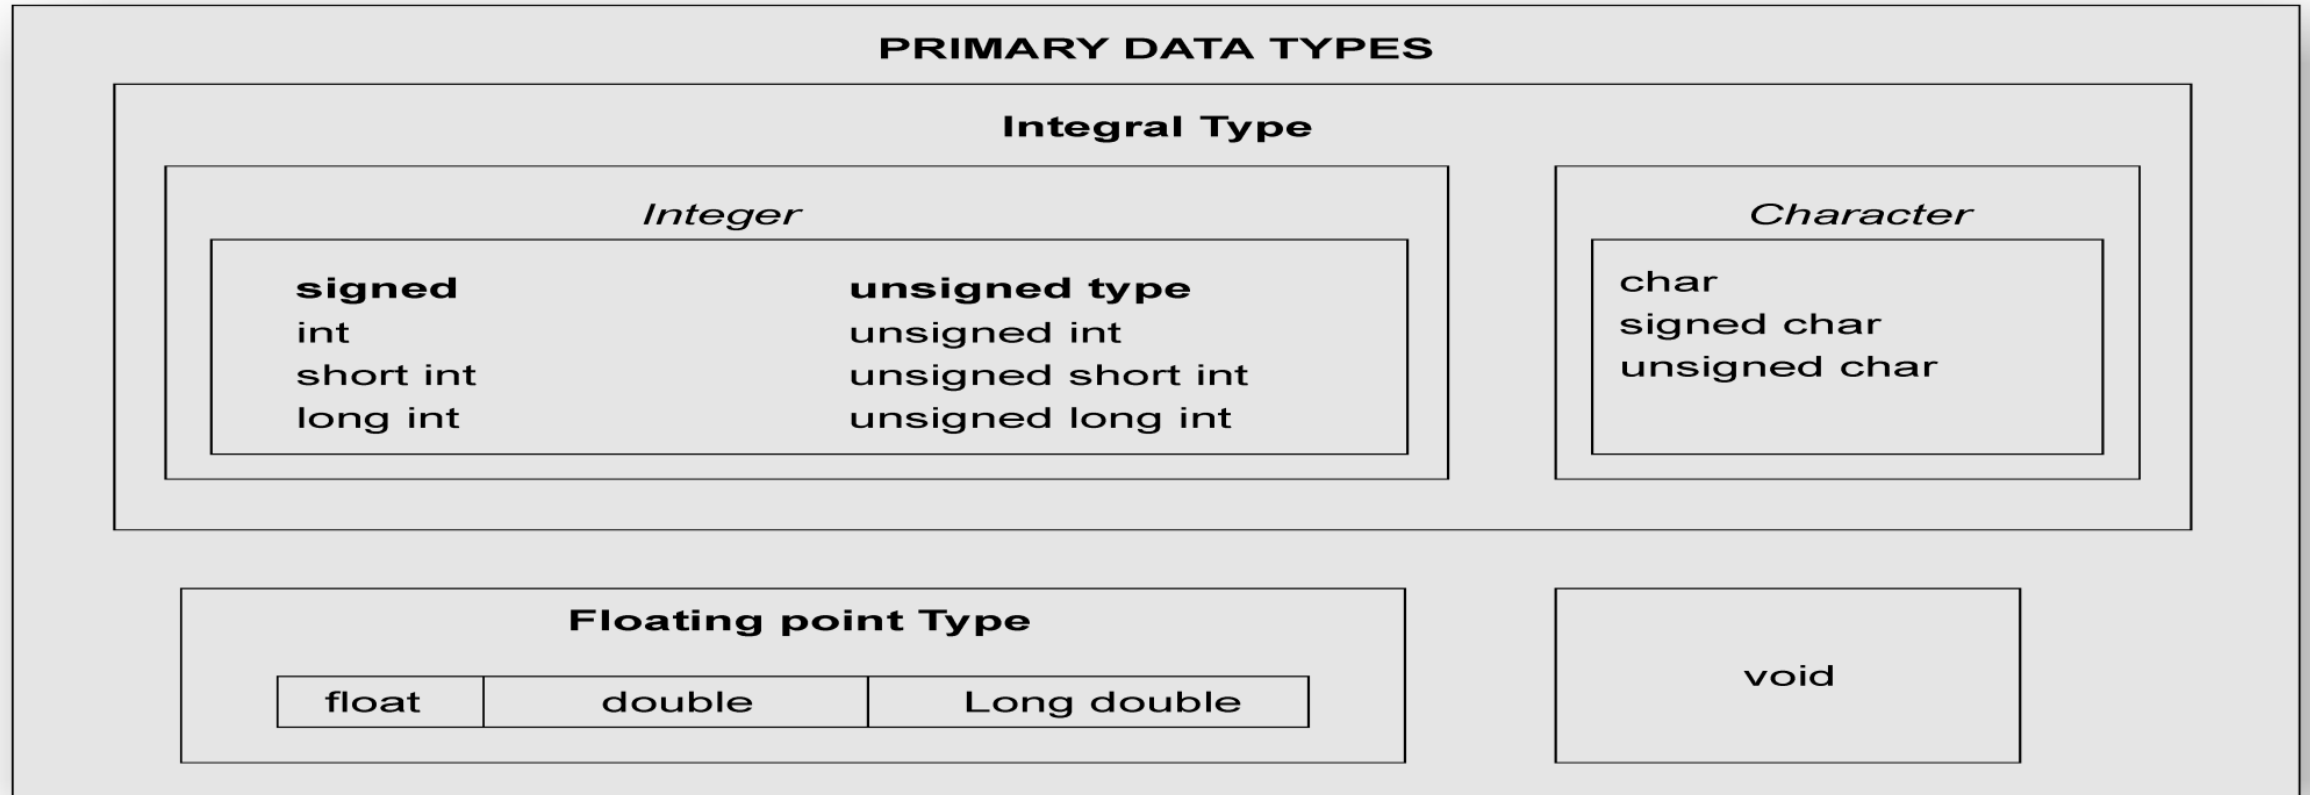 PRIMARY DATA TYPES
Integral Type
Integer
signed unsigned type
int unsigned int
short int unsigned short int
long int unsigned long int
Character
char
signed char
unsigned char
Floating point Type
float double Long double
void